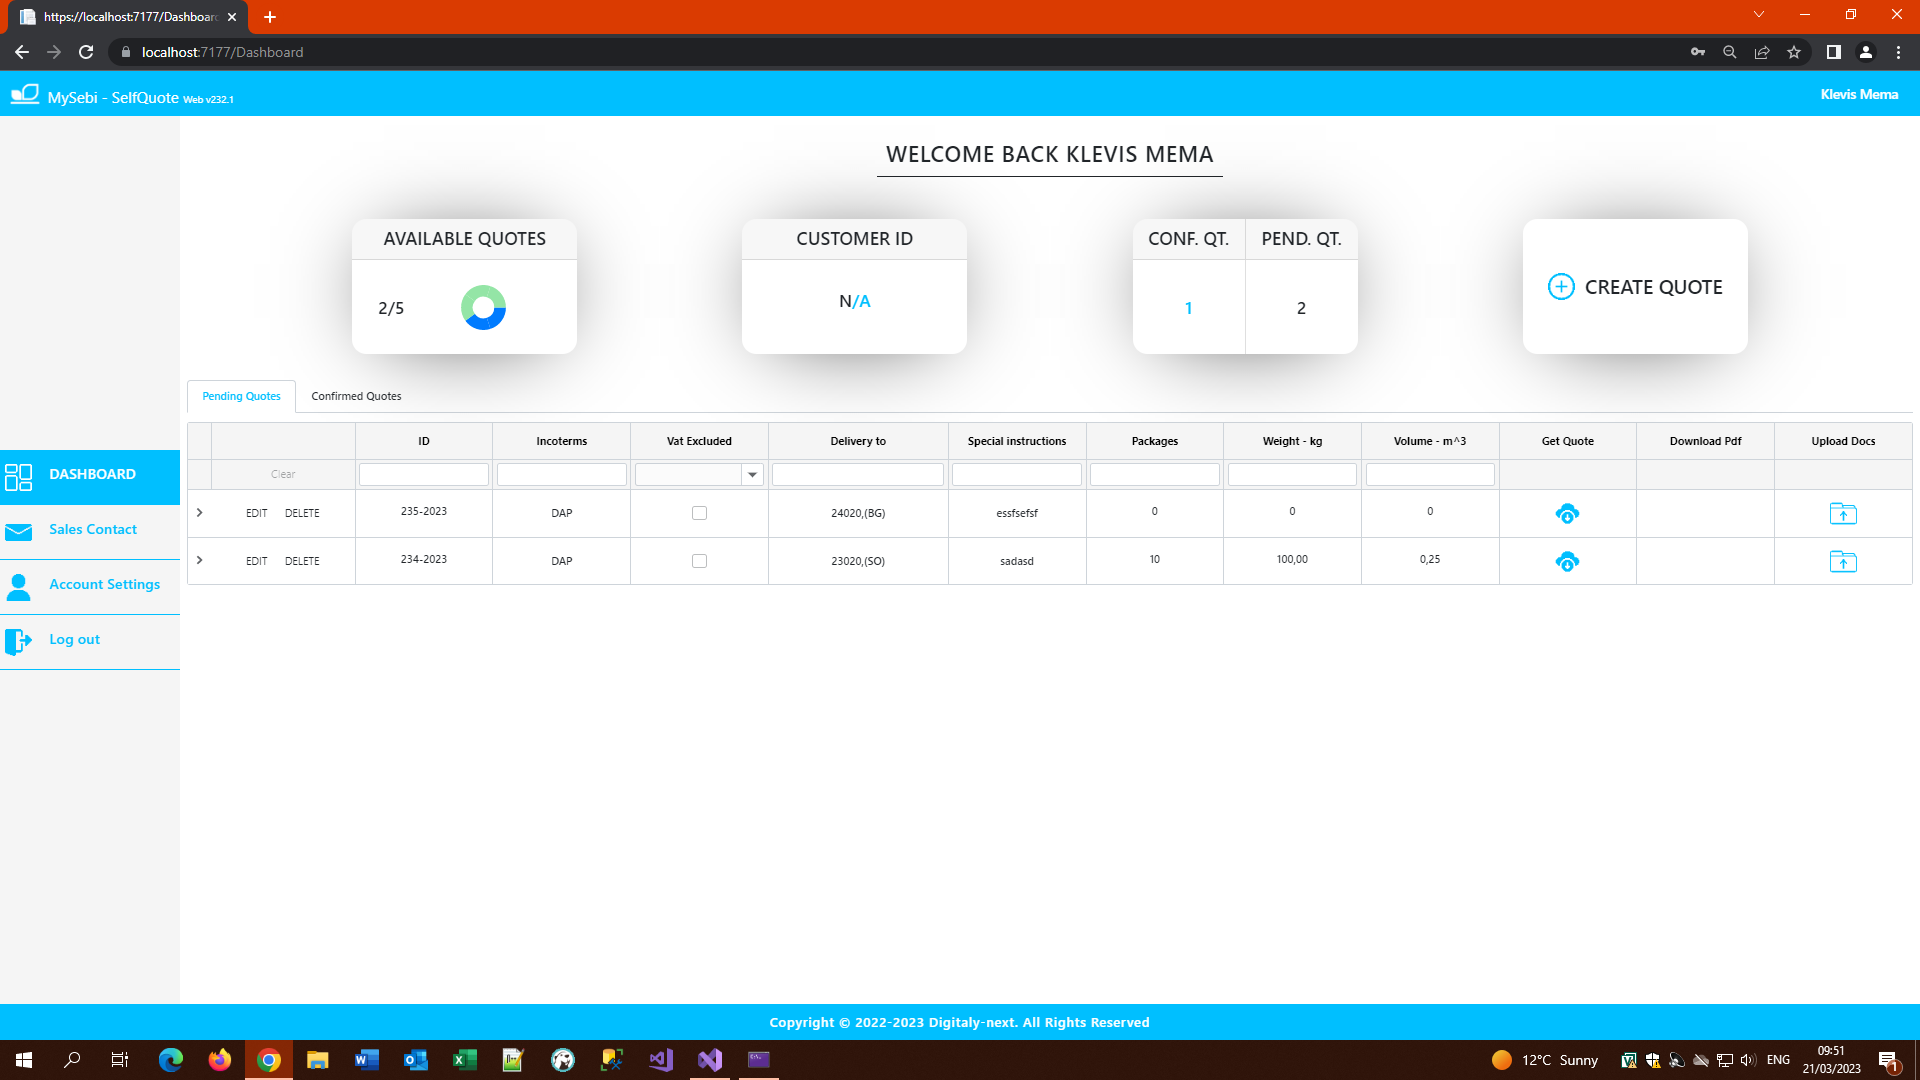 https://localhost:7177/Dashboard
localhost:7177/Dashboard
MySebi - SelfQuote Web v232.1
Klevis Mema
WELCOME BACK KLEVIS MEMA
AVAILABLE QUOTES
2/5
CUSTOMER ID
N/A
CONF. QT. PEND. QT.
1 2
CREATE QUOTE
Pending Quotes Confirmed Quotes
ID Incoterms Vat Excluded Delivery to Special instructions Packages Weight - kg Volume - m^3 Get Quote Download Pdf Upload Docs
Clear
EDIT DELETE 235-2023 DAP 24020,(BG) essfsefsf 0 0 0
EDIT DELETE 234-2023 DAP 23020,(SO) sadasd 10 100,00 0,25
DASHBOARD
Sales Contact
Account Settings
Log out
Copyright © 2022-2023 Digitaly-next. All Rights Reserved
12°C Sunny
ENG
09:51
21/03/2023
1